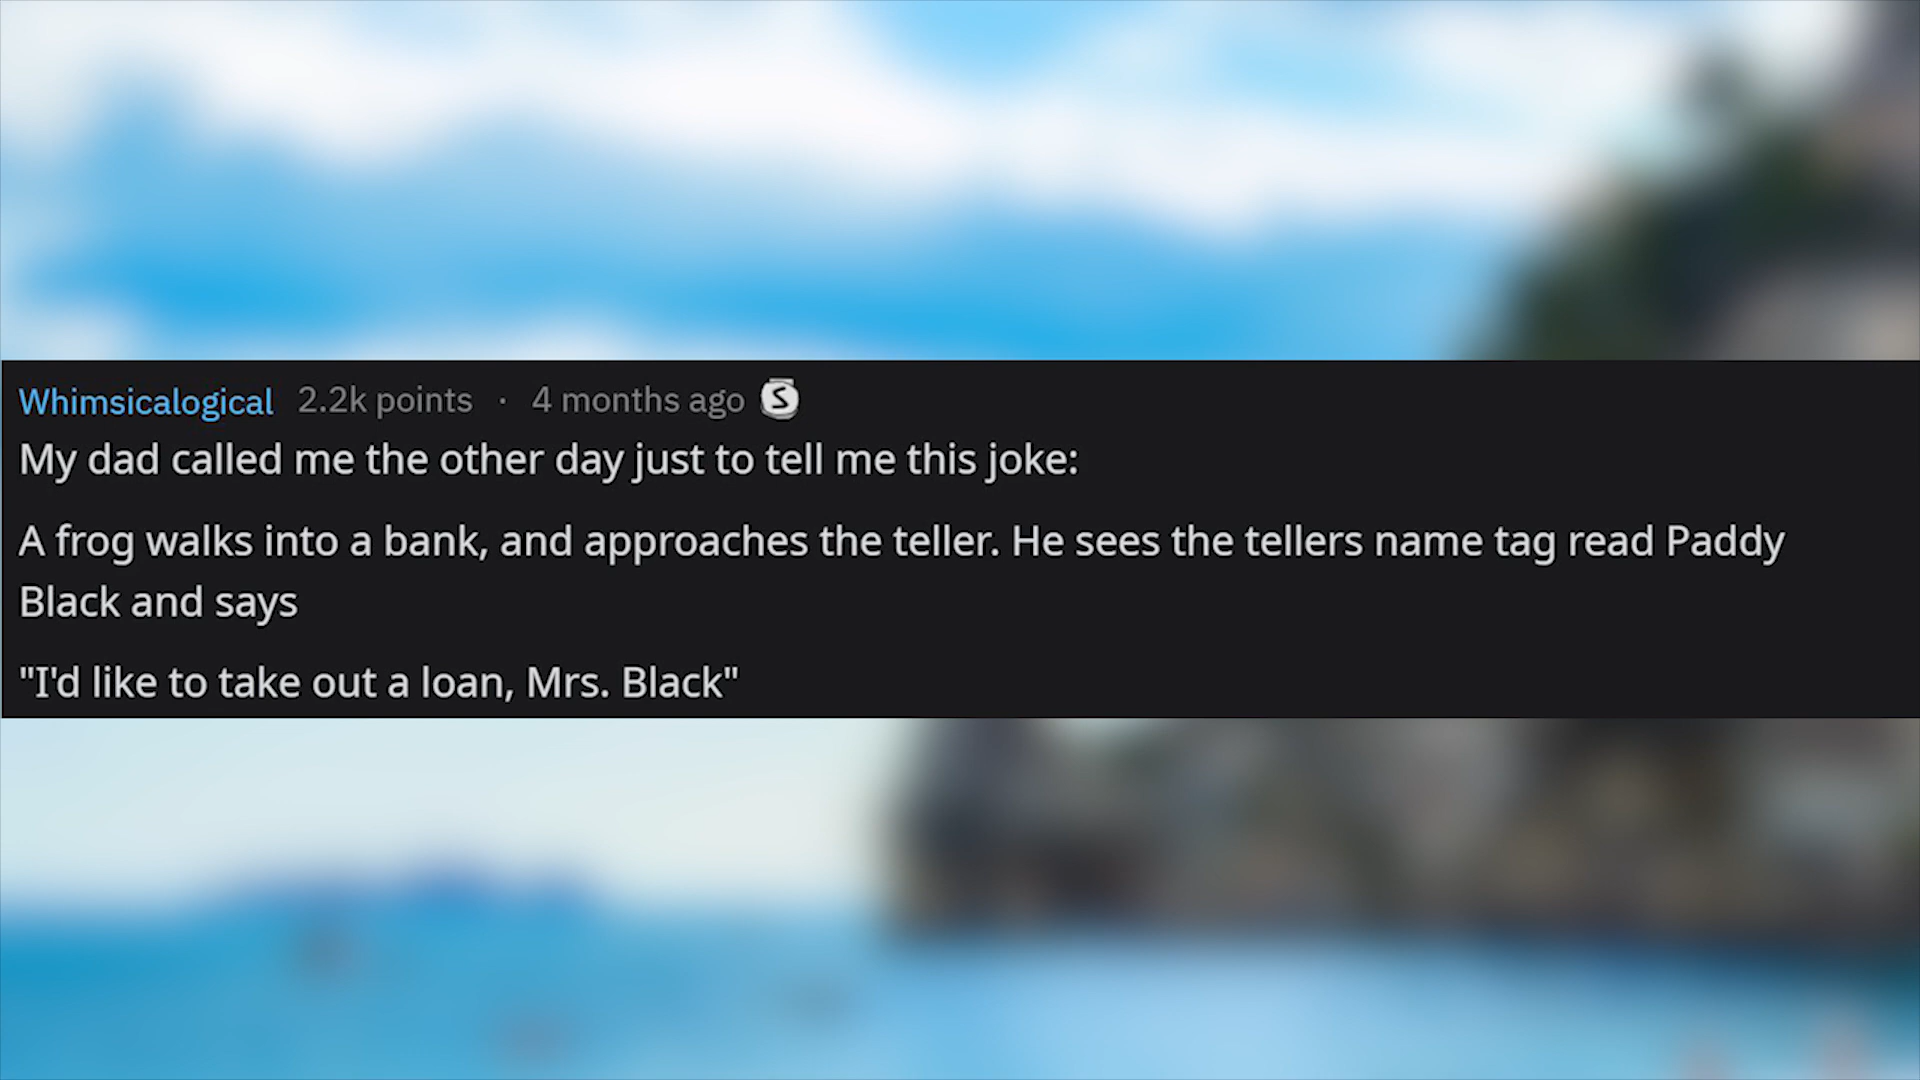 Whimsicalogical 2.2k points · 4 months ago S
My dad called me the other day just to tell me this joke:
A frog walks into a bank, and approaches the teller. He sees the tellers name tag read Paddy
Black and says
"I'd like to take out a loan, Mrs. Black"